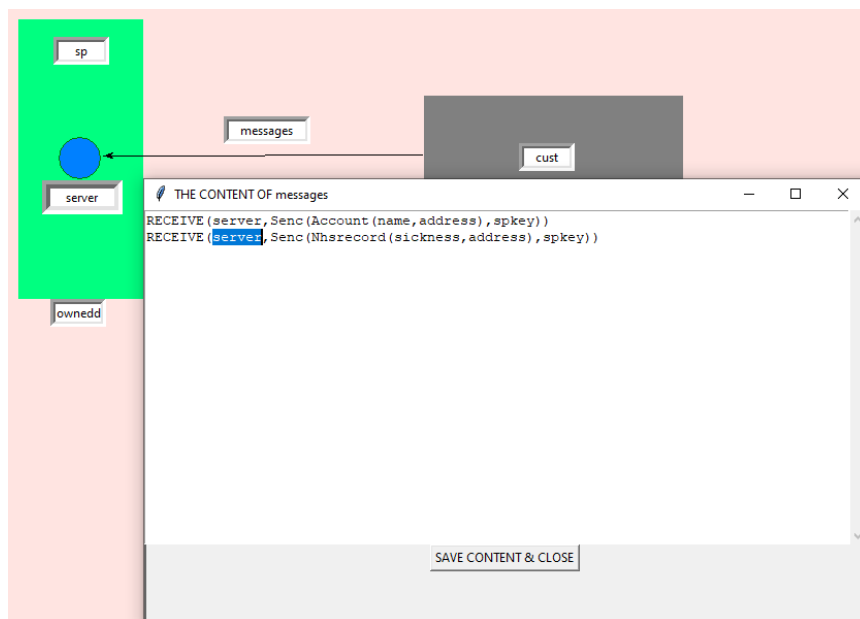 sp
messages
cust
server
THE CONTENT OF messages
RECEIVE(server,Senc(Account(name,address),spkey))
RECEIVE(server,Senc(Nhsrecord(sickness,address),spkey))
ownedd
SAVE CONTENT & CLOSE